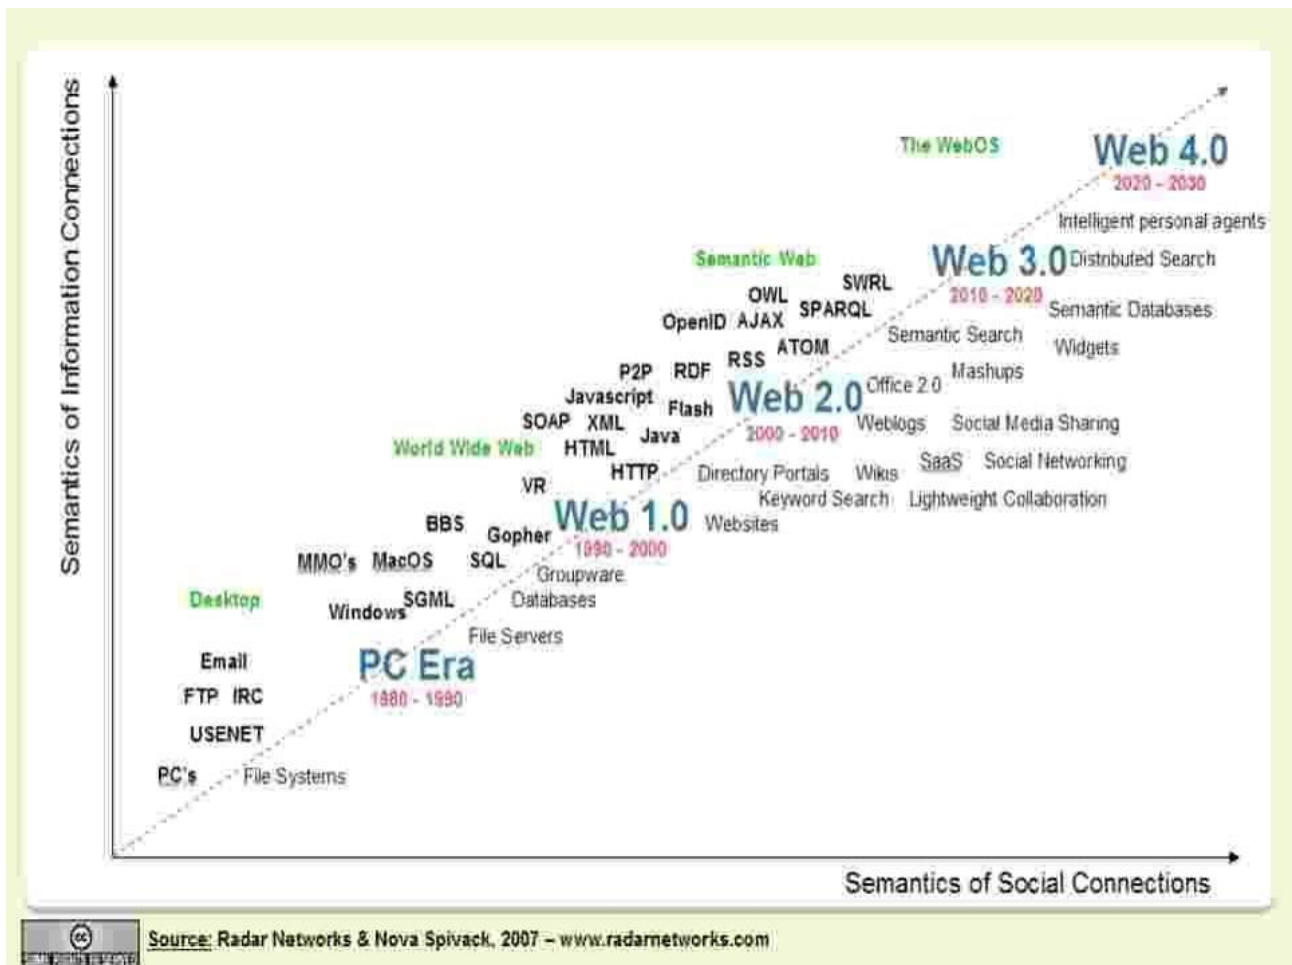 Semantics of Information Connections
The WebOS
Web 4.0
2020 - 2030
Intelligent personal agents
Semantic Web
Web 3.0
Distributed Search
2010 - 2020
SWRL
OWL
SPARQL
Semantic Databases
OpenID AJAX
Semantic Search
ATOM
Widgets
RSS
P2P RDF
Mashups
Office 2.0
Javascript
Web 2.0
Flash
SOAP XML
Weblogs Social Media Sharing
Java
2000 - 2010
World Wide Web
HTML
SaaS Social Networking
HTTP
Directory Portals Wikis
VR
Keyword Search Lightweight Collaboration
Web 1.0
Websites
BBS
Gopher
1990 - 2000
MMO's MacOS SQL
Groupware
Desktop
SGML
Databases
Windows
File Servers
Email
PC Era
1980 - 1990
FTP IRC
USENET
PC's
File Systems
Semantics of Social Connections
cc
Source: Radar Networks & Nova Spivack, 2007 – www.radarnetworks.com